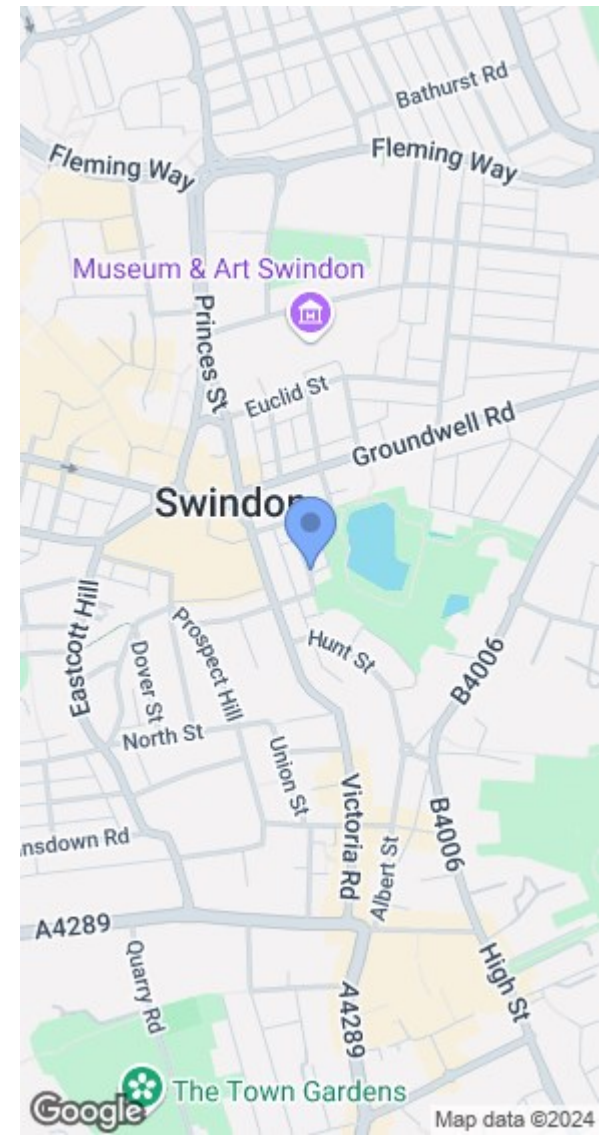 Bathurst Rd
Fleming Way
Fleming Way
Museum & Art Swindon
Princes St
Euclid St
Groundwell Rd
Swindon
Eastcott Hill
Prospect Hill
Dover St
Hunt St
B4006
North St
Union St
Victoria Rd
B4006
nsdown Rd
Albert St
A4289
Quarry Rd
High St
A4289
The Town Gardens
Google
Map data ©2024